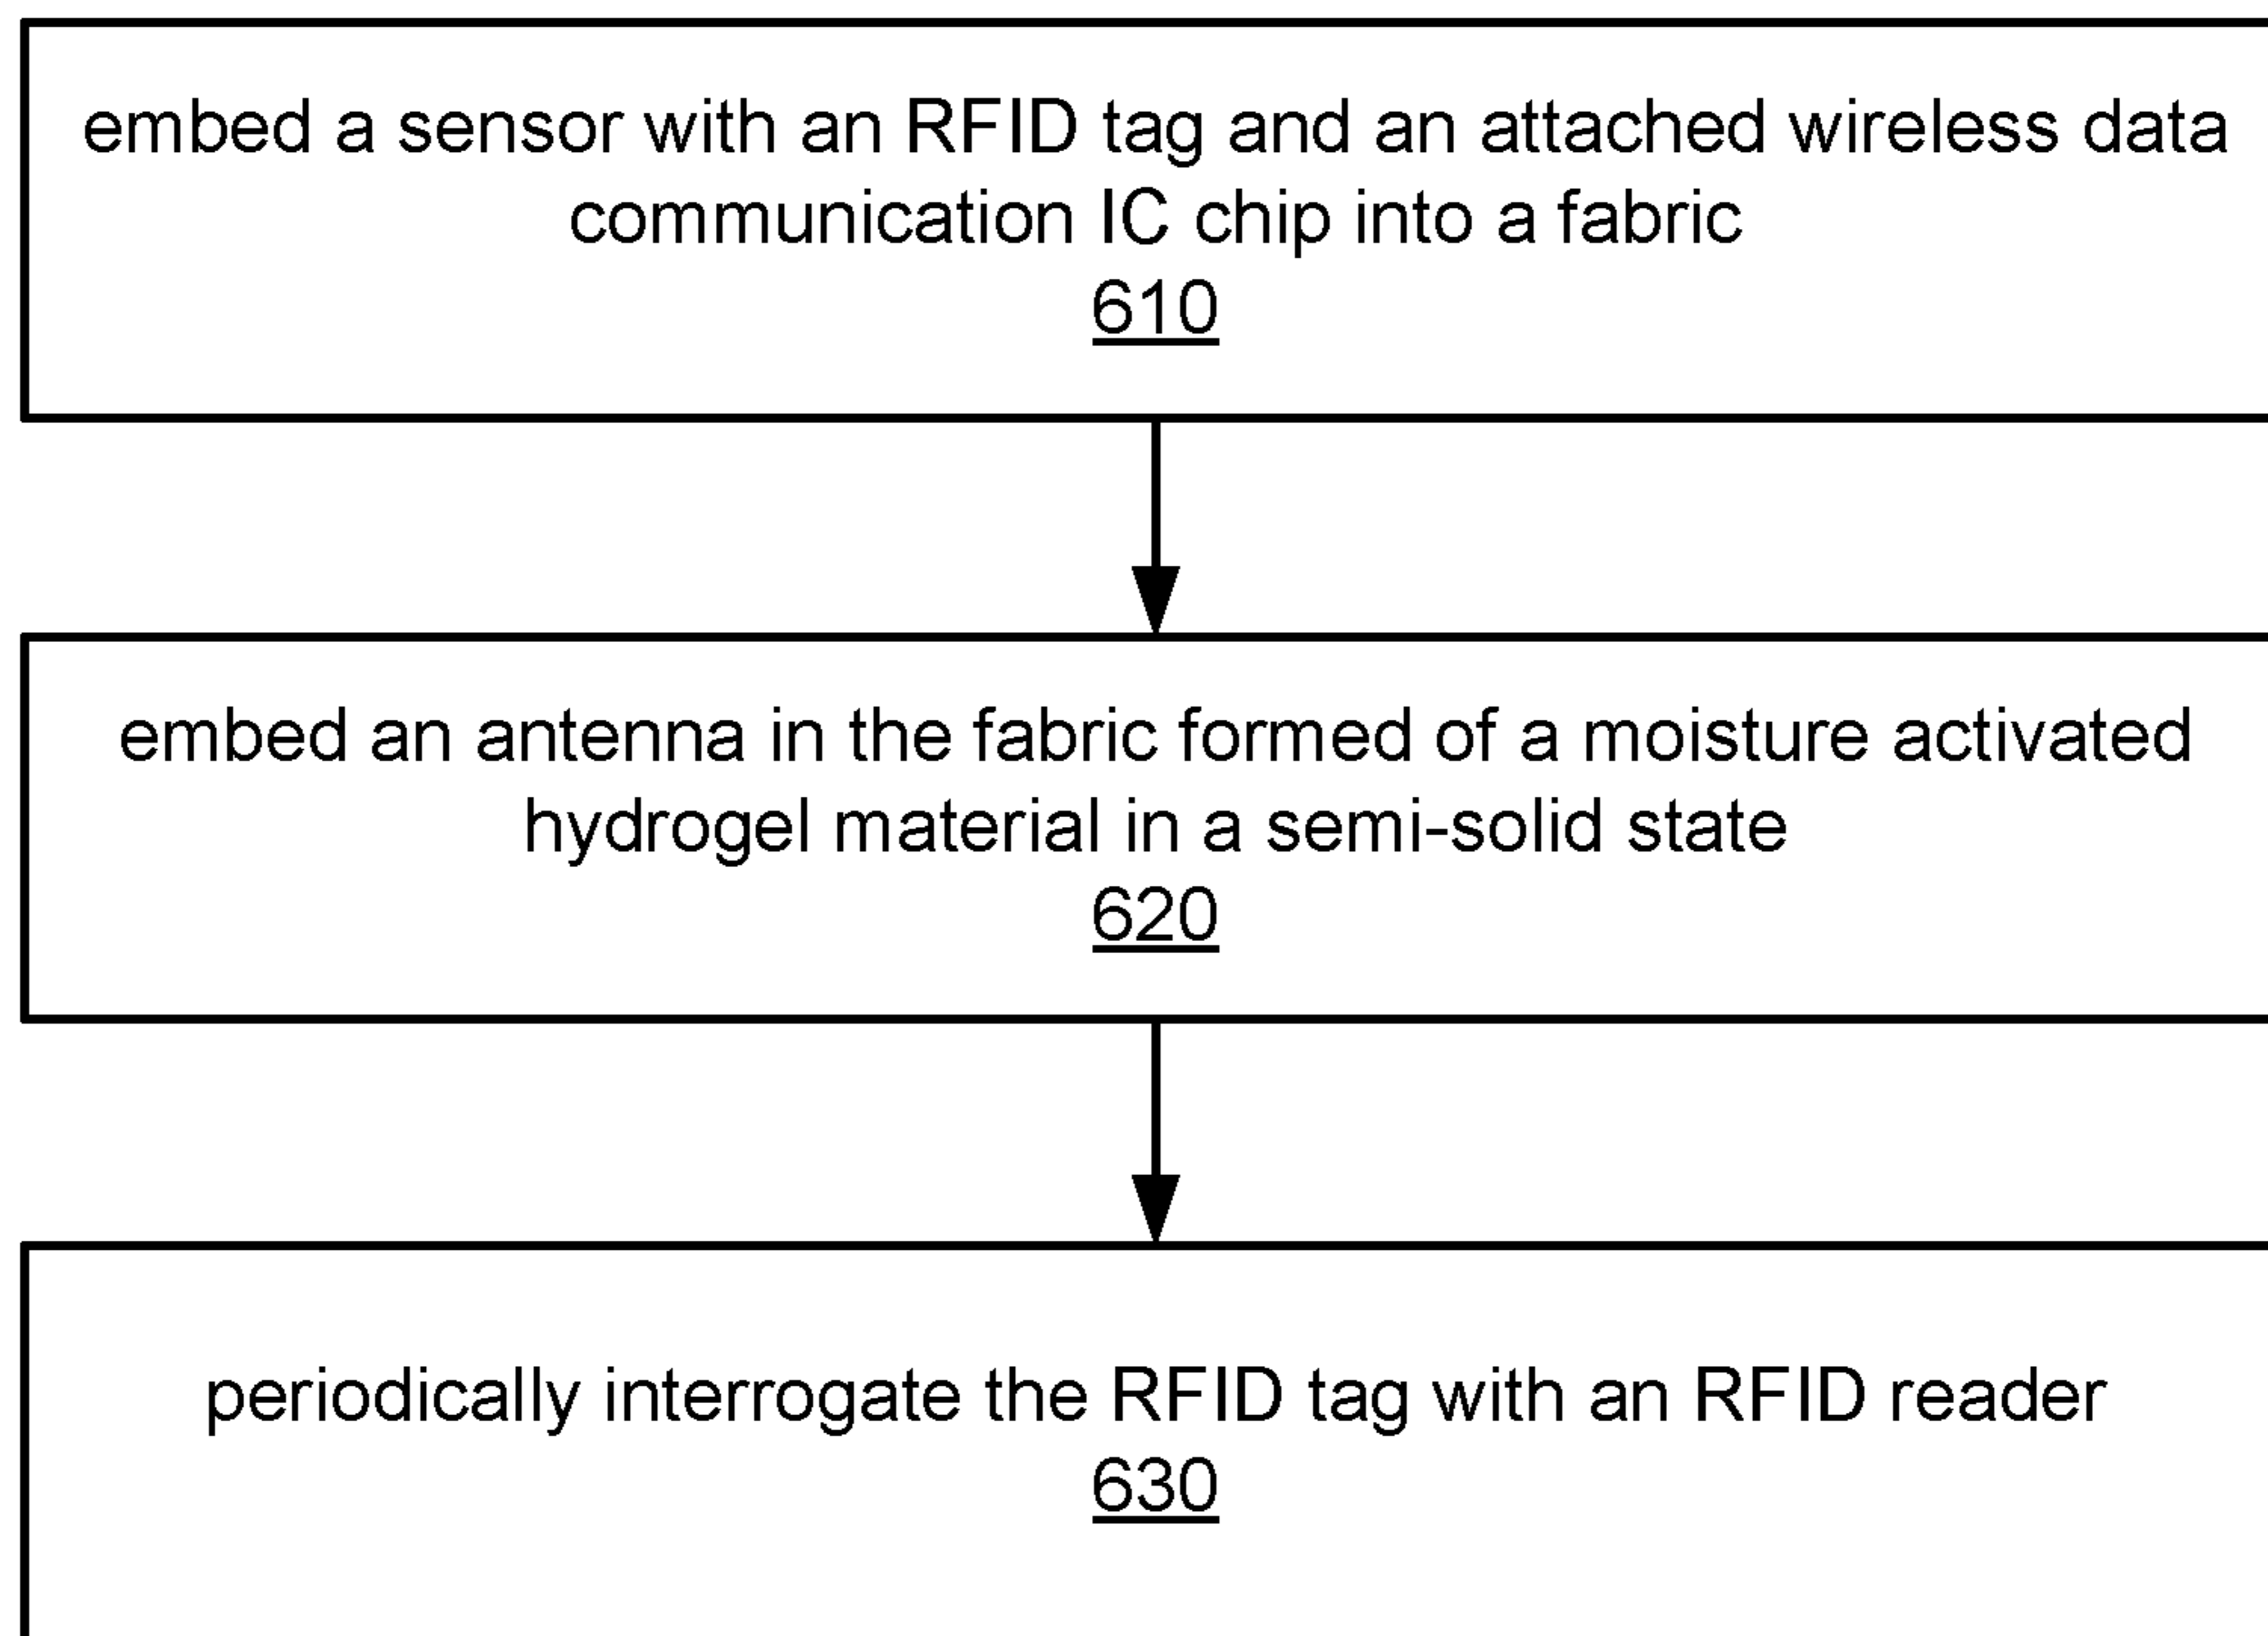 embed a sensor with an RFID tag and an attached wireless data
communication IC chip into a fabric
610
embed an antenna in the fabric formed of a moisture activated
hydrogel material in a semi-solid state
620
periodically interrogate the RFID tag with an RFID reader
630